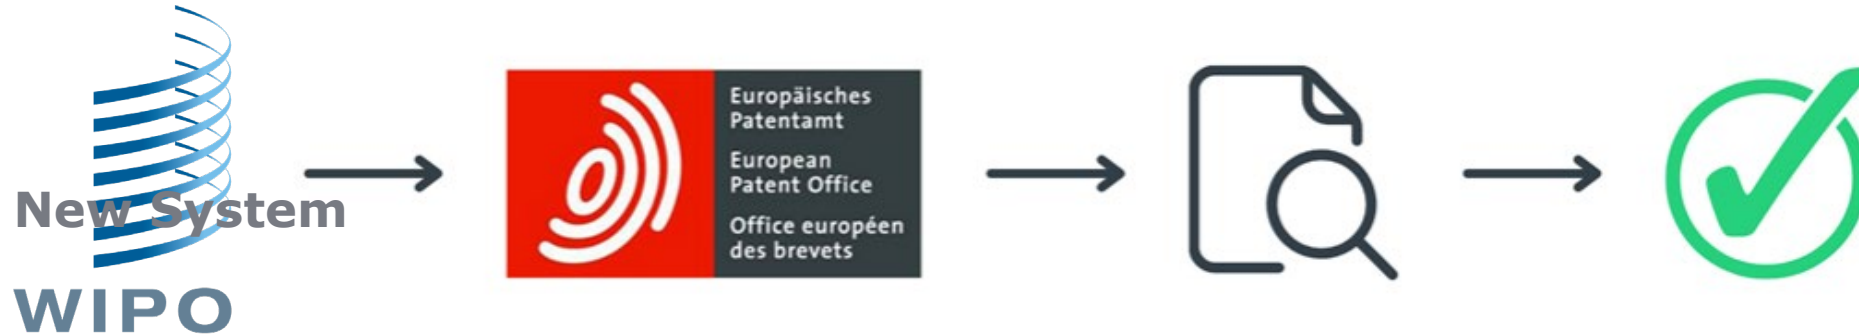 New System
WIPO
Europäisches
Patentamt
European
Patent Office
Office européen
des brevets